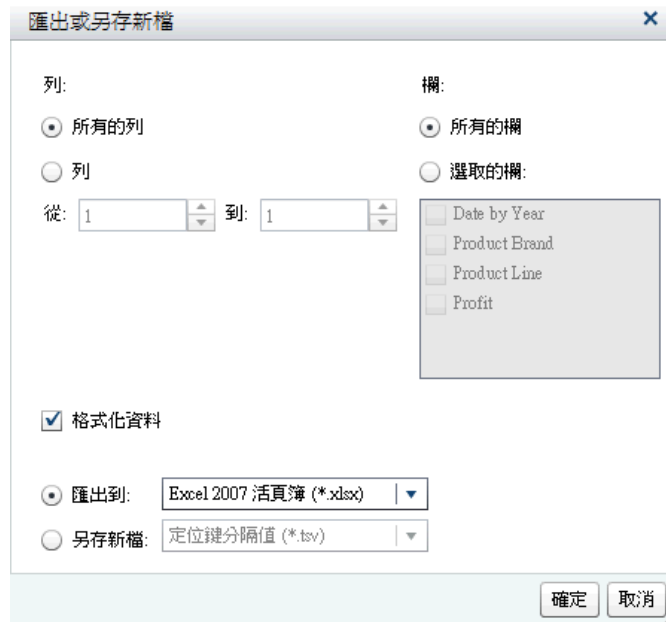 匯出或另存新檔
列:
欄:
所有的列
所有的欄
列
選取的欄:
從: 1 到: 1
Date by Year
Product Brand
Product Line
Profit
格式化資料
匯出到: Excel 2007 活頁簿 (*.xlsx)
另存新檔: 定位鍵分隔值 (*.tsv)
確定 取消